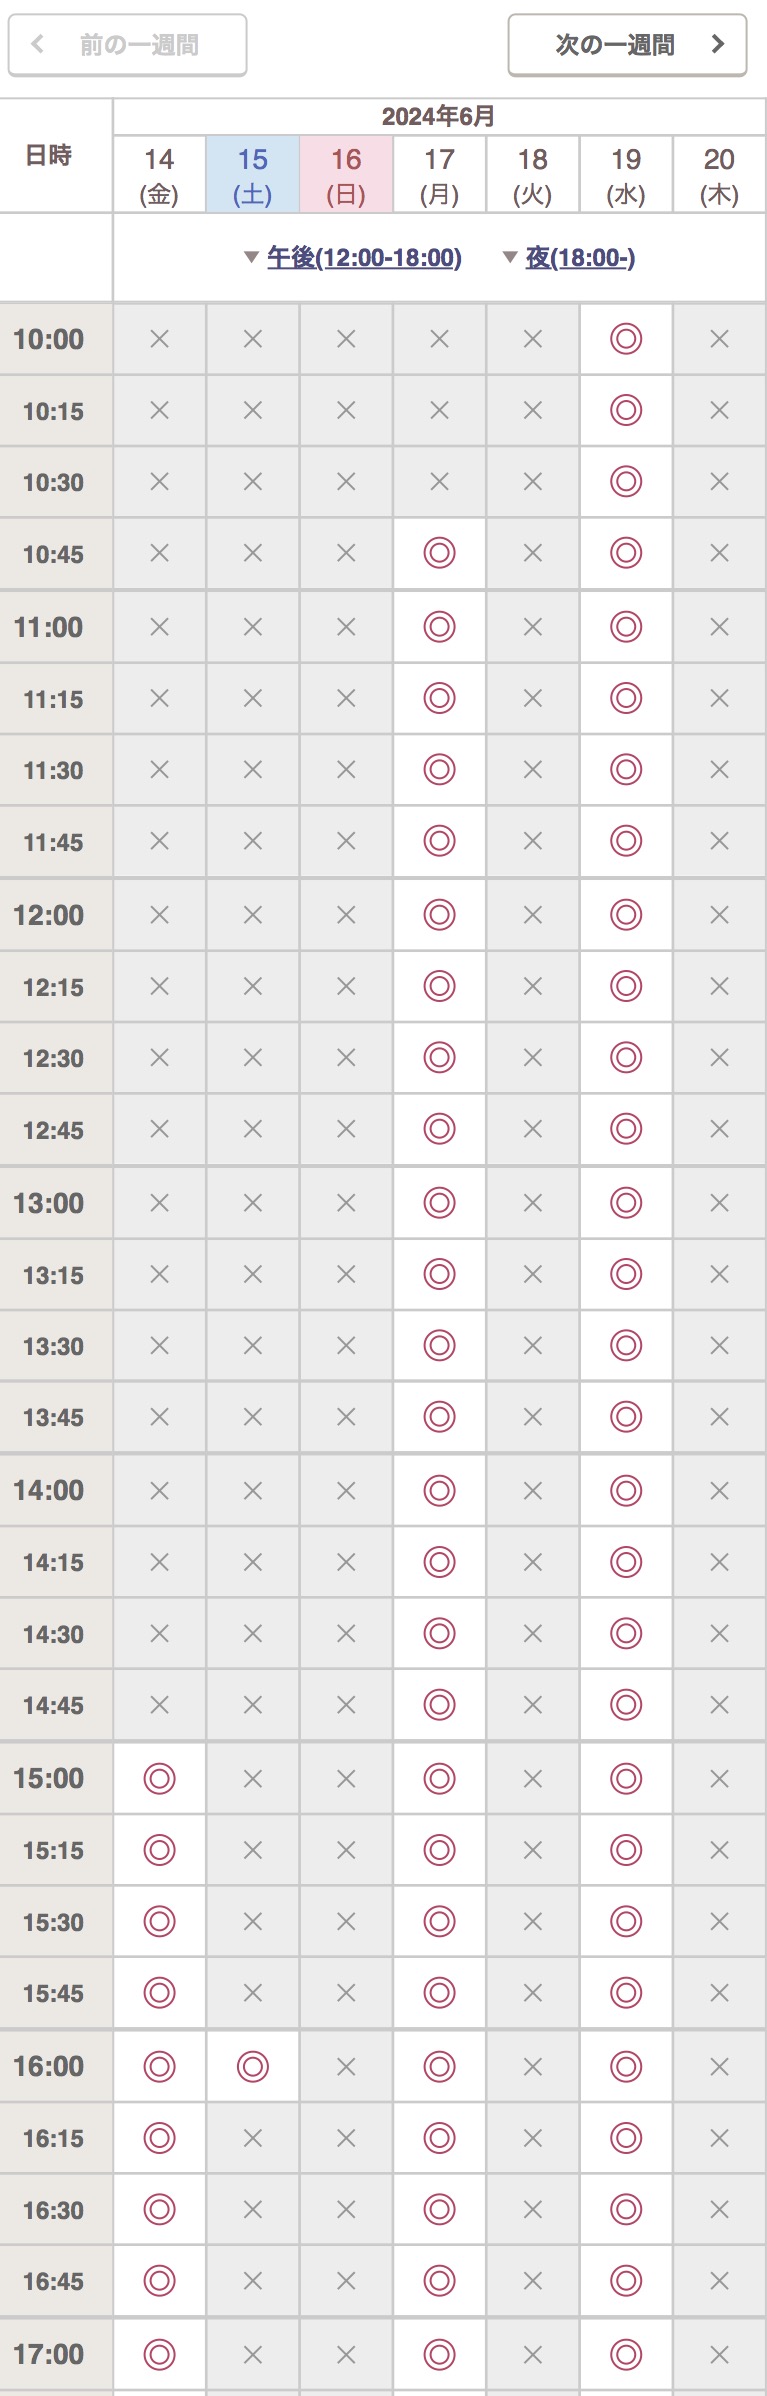 前の一週間 次の一週間
日時 2024年6月
14 15 16 17 18 19 20
(金) (土) (日) (月) (火) (水) (木)
▼ 午後(12:00-18:00) ▼ 夜(18:00-)
10:00 × × × × × ◎ ×
10:15 × × × × × ◎ ×
10:30 × × × × × ◎ ×
10:45 × × × ◎ × ◎ ×
11:00 × × × ◎ × ◎ ×
11:15 × × × ◎ × ◎ ×
11:30 × × × ◎ × ◎ ×
11:45 × × × ◎ × ◎ ×
12:00 × × × ◎ × ◎ ×
12:15 × × × ◎ × ◎ ×
12:30 × × × ◎ × ◎ ×
12:45 × × × ◎ × ◎ ×
13:00 × × × ◎ × ◎ ×
13:15 × × × ◎ × ◎ ×
13:30 × × × ◎ × ◎ ×
13:45 × × × ◎ × ◎ ×
14:00 × × × ◎ × ◎ ×
14:15 × × × ◎ × ◎ ×
14:30 × × × ◎ × ◎ ×
14:45 × × × ◎ × ◎ ×
15:00 ◎ × × ◎ × ◎ ×
15:15 ◎ × × ◎ × ◎ ×
15:30 ◎ × × ◎ × ◎ ×
15:45 ◎ × × ◎ × ◎ ×
16:00 ◎ ◎ × ◎ × ◎ ×
16:15 ◎ × × ◎ × ◎ ×
16:30 ◎ × × ◎ × ◎ ×
16:45 ◎ × × ◎ × ◎ ×
17:00 ◎ × × ◎ × ◎ ×